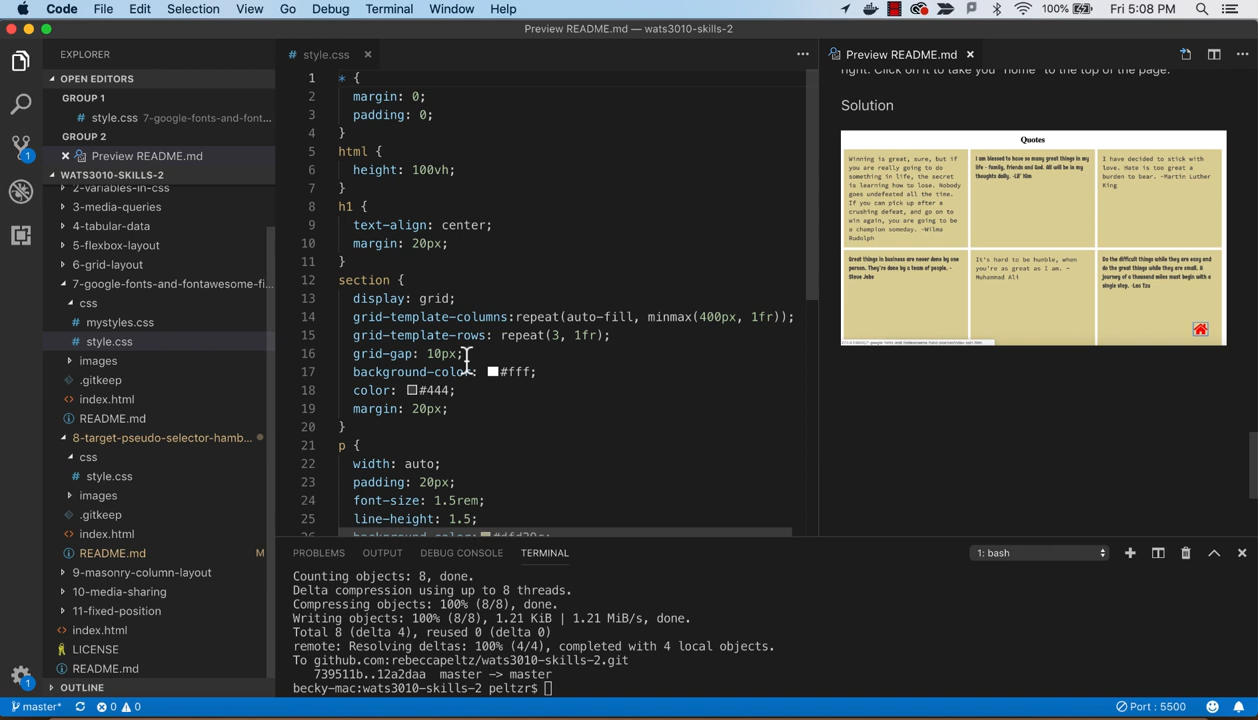 Code File Edit Selection View Go Debug Terminal Window Help 100% Fri 5:08 PM
Preview README.md — wats3010-skills-2
EXPLORER
OPEN EDITORS
GROUP 1
# style.css 7-google-fonts-and-font...
GROUP 2
Preview README.md
WATS3010-SKILLS-2
2-variables-in-css
3-media-queries
4-tabular-data
5-flexbox-layout
6-grid-layout
7-google-fonts-and-fontawesome-fi...
css
# mystyles.css
# style.css
images
.gitkeep
index.html
README.md
8-target-pseudo-selector-hamb...
css
# style.css
images
.gitkeep
index.html
README.md M
9-masonry-column-layout
10-media-sharing
11-fixed-position
index.html
LICENSE
README.md
OUTLINE
1
1
# style.css
1 * {
2 margin: 0;
3 padding: 0;
4 }
5 html {
6 height: 100vh;
7 }
8 h1 {
9 text-align: center;
10 margin: 20px;
11 }
12 section {
13 display: grid;
14 grid-template-columns:repeat(auto-fill, minmax(400px, 1fr));
15 grid-template-rows: repeat(3, 1fr);
16 grid-gap: 10px;
17 background-color: #fff;
18 color: #444;
19 margin: 20px;
20 }
21 p {
22 width: auto;
23 padding: 20px;
24 font-size: 1.5rem;
25 line-height: 1.5;
Preview README.md
right. Click on it to take you "home" to the top of the page.
Solution
Quotes
Winning is great, sure, but if
you are really going to do
something in life, the secret
is learning how to lose. Nobody
goes undefeated all the time.
If you can pick up after a
crushing defeat, and go on to
win again, you are going to be
a champion someday. -Wilma
Rudolph
I am blessed to have so many great things in my
life - family, friends and God. All will be in my
thoughts daily. -Lil' Kim
I have decided to stick with
love. Hate is too great a
burden to bear. -Martin Luther
King
Great things in business are never done by one
person. They're done by a team of people. -
Steve Jobs
It's hard to be humble, when
you're as great as I am. -
Muhammad Ali
Do the difficult things while they are easy and
do the great things while they are small. A
journey of a thousand miles must begin with a
single step. -Lao Tzu
PROBLEMS OUTPUT DEBUG CONSOLE TERMINAL 1: bash
Counting objects: 8, done.
Delta compression using up to 8 threads.
Compressing objects: 100% (8/8), done.
Writing objects: 100% (8/8), 1.21 KiB | 1.21 MiB/s, done.
Total 8 (delta 4), reused 0 (delta 0)
remote: Resolving deltas: 100% (4/4), completed with 4 local objects.
To github.com:rebeccapeltz/wats3010-skills-2.git
739511b..12a2daa master -> master
becky-mac:wats3010-skills-2 peltzr$
master* 0 0 Port : 5500